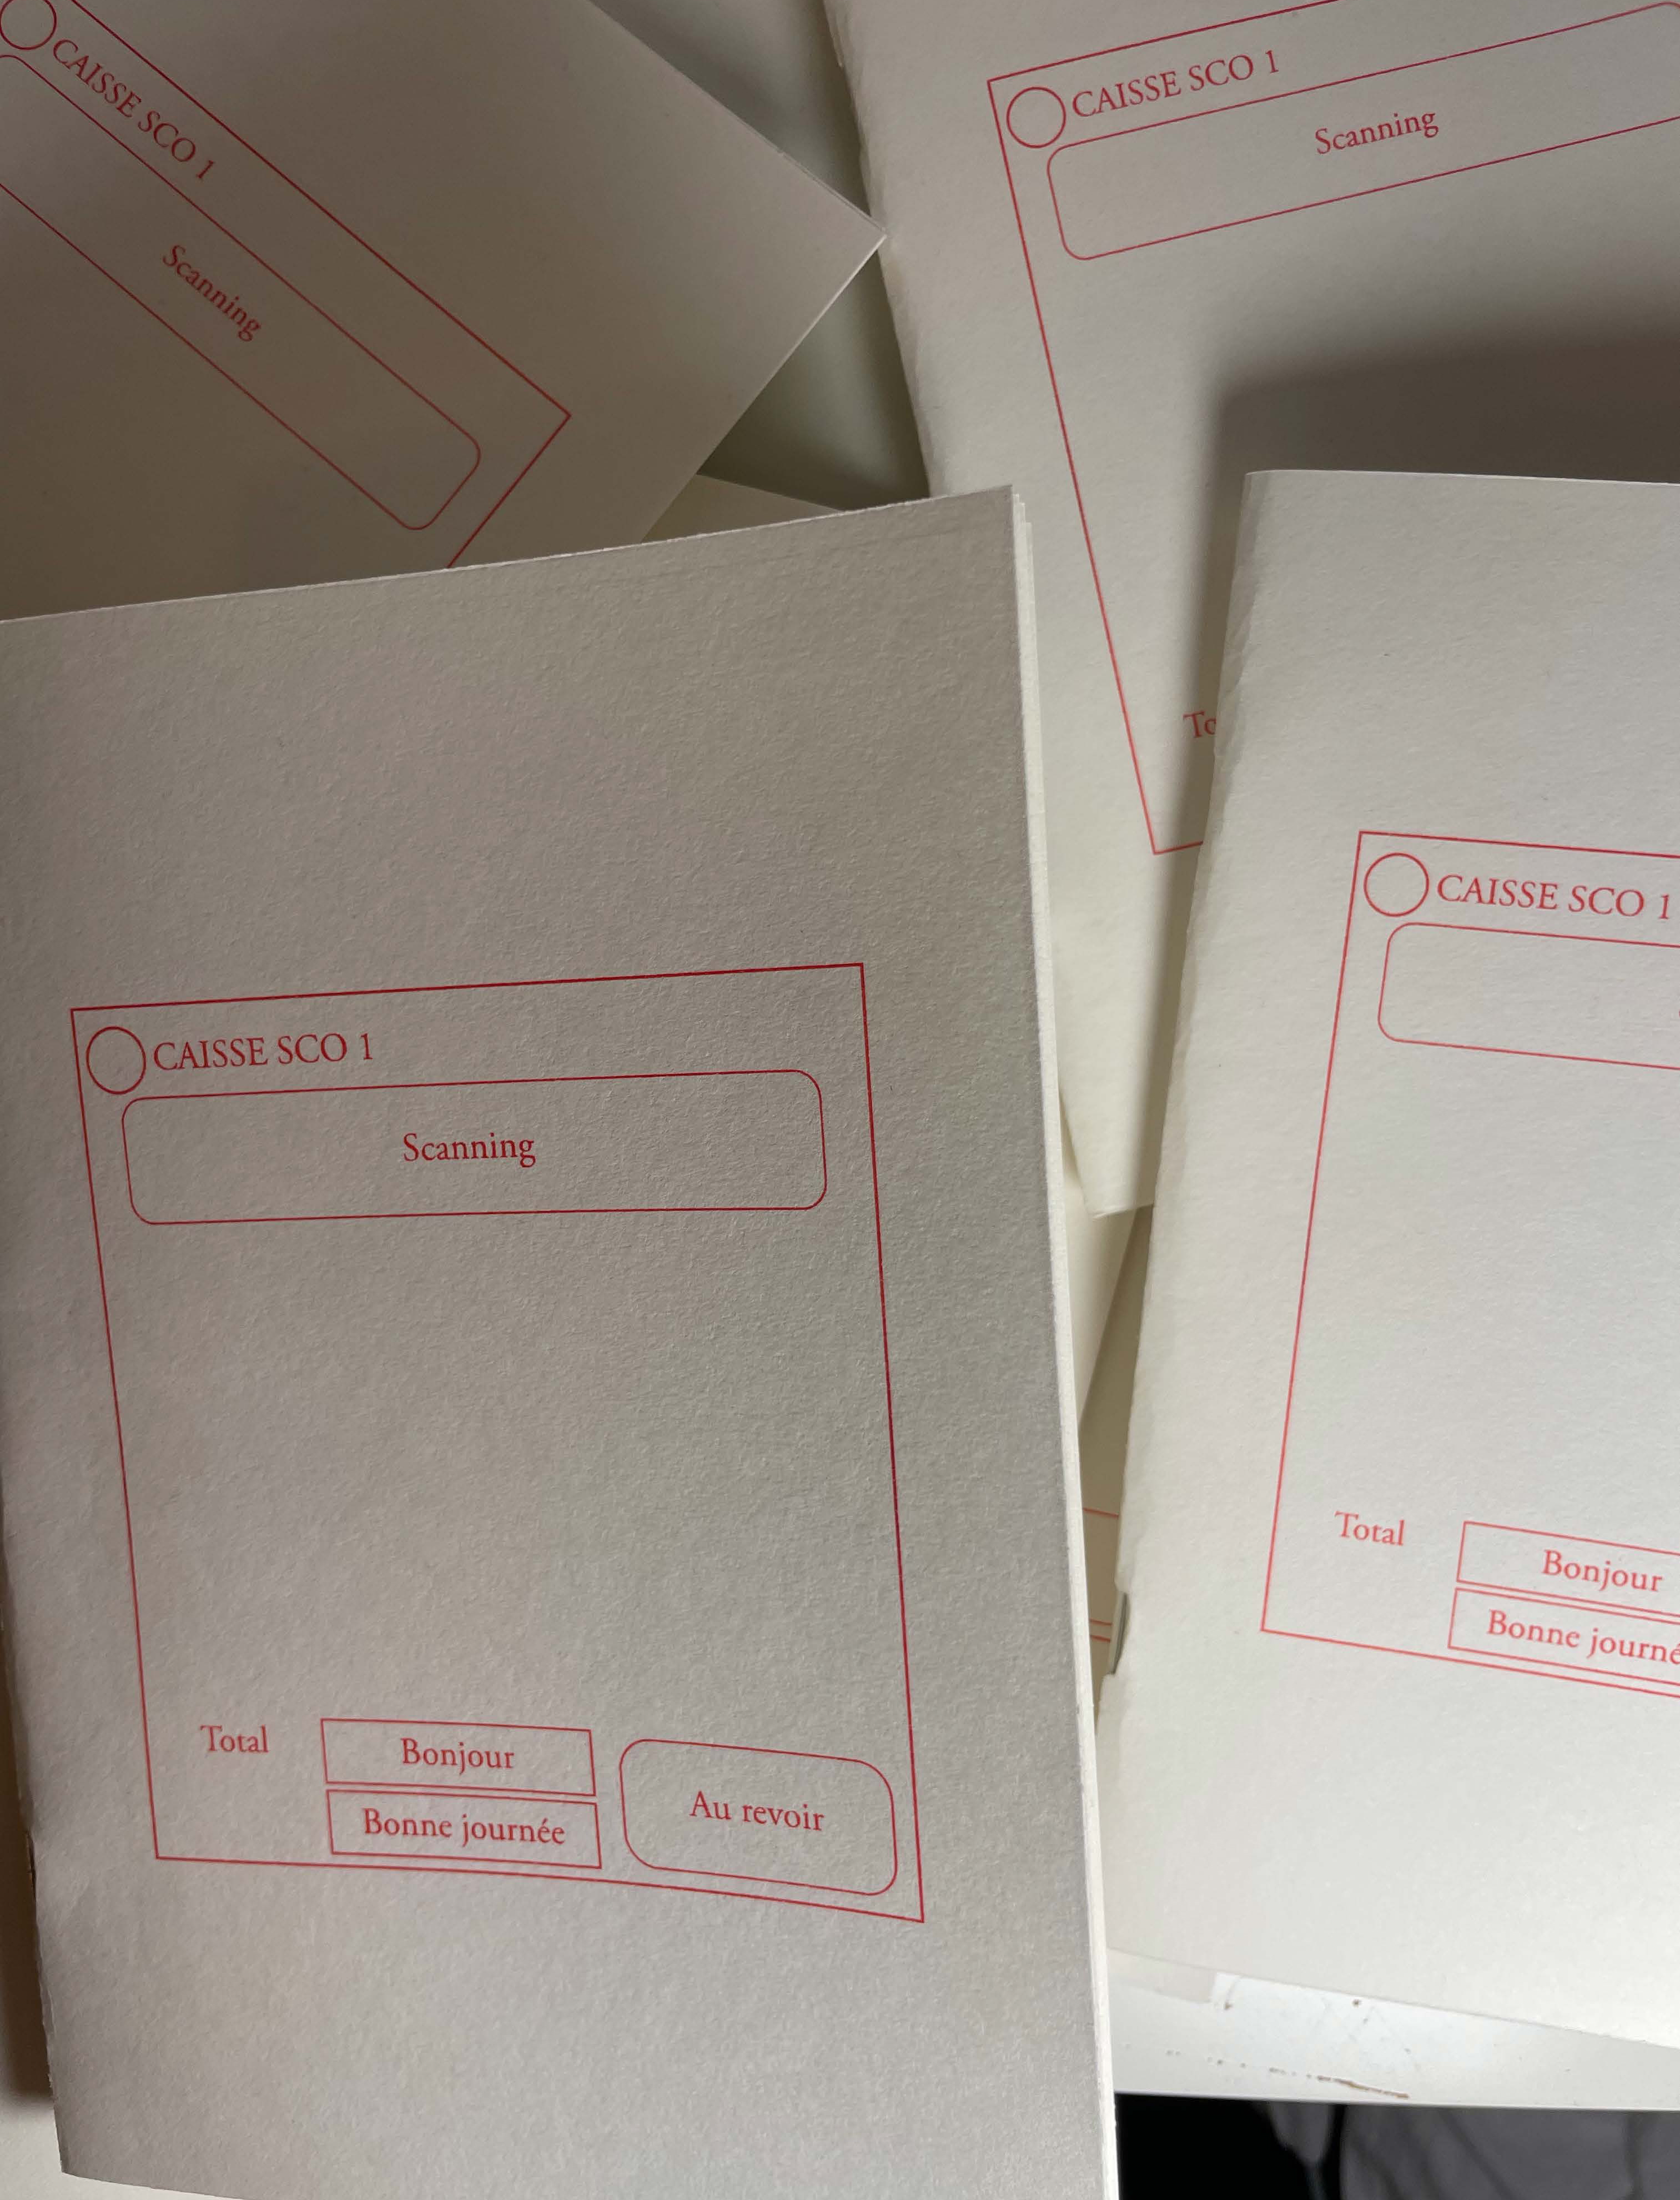 CAISSE SCO 1
Scanning
CAISSE SCO 1
Scanning
CAISSE SCO 1
Scanning
Total
Bonjour
Bonne journée
Au revoir
CAISSE SCO 1
Total
Bonjour
Bonne